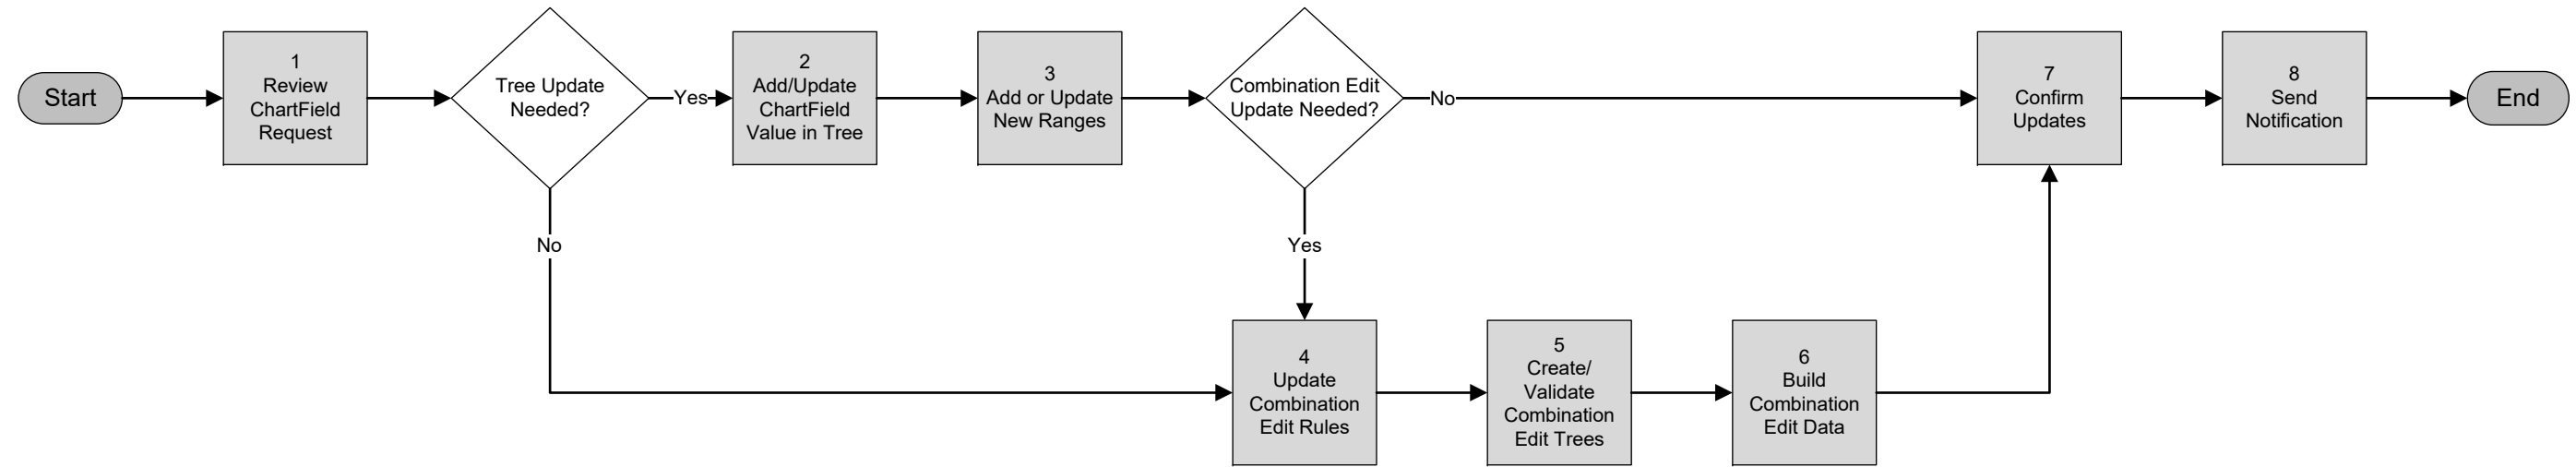 Start
1
Review
ChartField
Request
Tree Update
Needed?
Yes
2
Add/Update
ChartField
Value in Tree
3
Add or Update
New Ranges
Combination Edit
Update Needed?
No
7
Confirm
Updates
8
Send
Notification
End
No
Yes
4
Update
Combination
Edit Rules
5
Create/
Validate
Combination
Edit Trees
6
Build
Combination
Edit Data